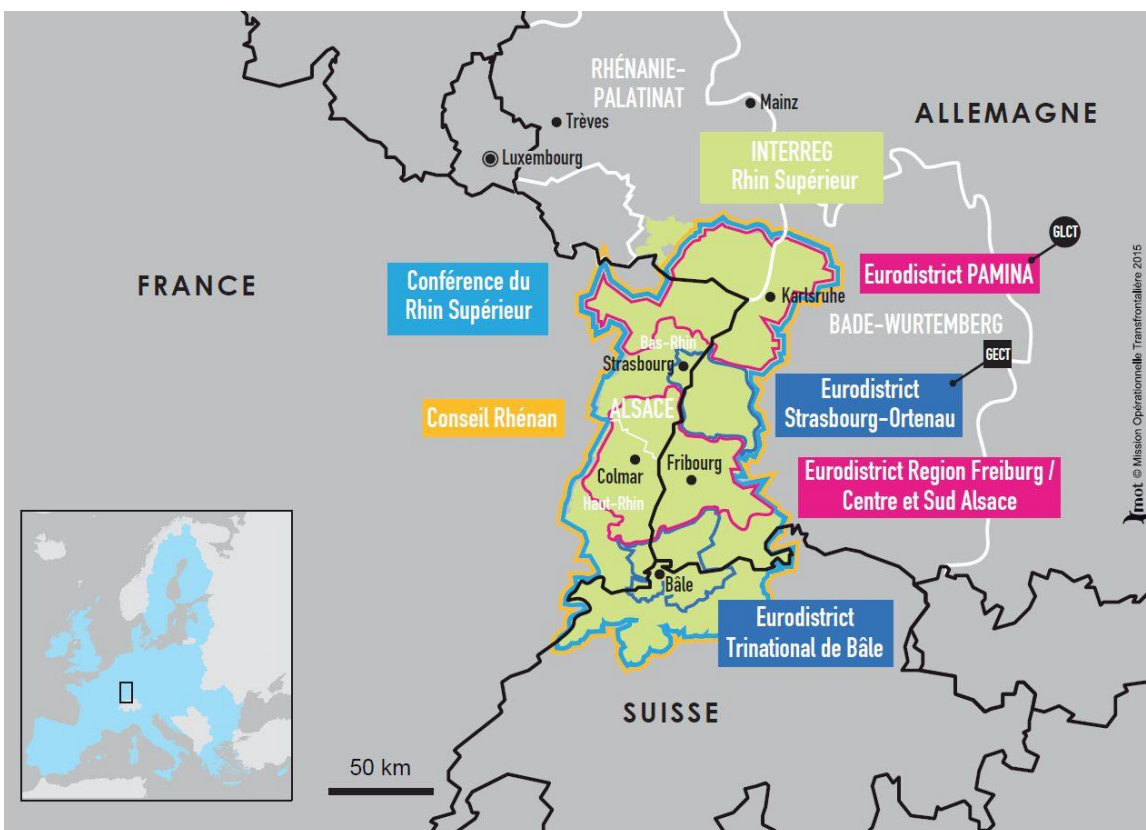 RHÉNANIE-
PALATINAT
Mainz
ALLEMAGNE
Trèves
Luxembourg
INTERREG
Rhin Supérieur
GLCT
FRANCE
Conférence du
Rhin Supérieur
Eurodistrict PAMINA
Karlsruhe
BADE-WURTEMBERG
Bas-Rhin
Strasbourg
GECT
Eurodistrict
Strasbourg-Ortenau
Conseil Rhénan
ALSACE
Colmar
Fribourg
Haut-Rhin
Eurodistrict Region Freiburg /
Centre et Sud Alsace
Bâle
Eurodistrict
Trinational de Bâle
SUISSE
50 km
mot © Mission Opérationnelle Transfrontalière 2015